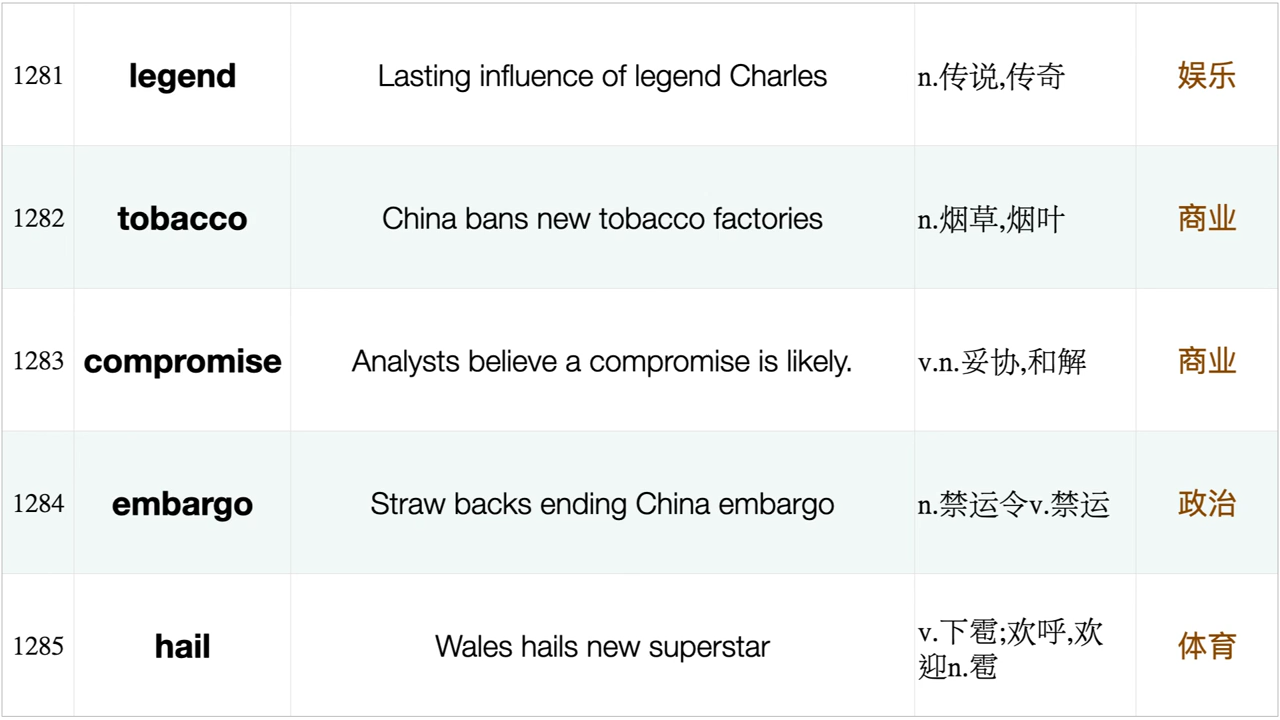 1281 legend Lasting influence of legend Charles n.传说,传奇 娱乐
1282 tobacco China bans new tobacco factories n.烟草,烟叶 商业
1283 compromise Analysts believe a compromise is likely. v.n.妥协,和解 商业
1284 embargo Straw backs ending China embargo n.禁运令v.禁运 政治
1285 hail Wales hails new superstar v.下雹;欢呼,欢 体育
迎n.雹